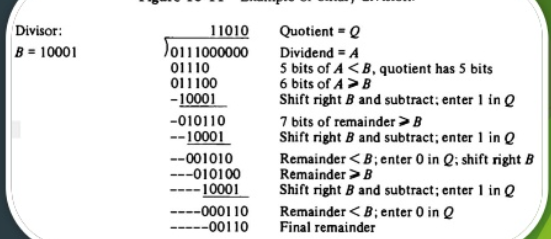 Divisor: 11010 Quotient = Q
B = 10001 )0111000000 Dividend = A
01110 5 bits of A < B, quotient has 5 bits
011100 6 bits of A ⩾ B
-10001 Shift right B and subtract; enter 1 in Q
-010110 7 bits of remainder ⩾ B
--10001 Shift right B and subtract; enter 1 in Q
--001010 Remainder < B; enter 0 in Q; shift right B
---010100 Remainder ⩾ B
----10001 Shift right B and subtract; enter 1 in Q
----000110 Remainder < B; enter 0 in Q
-----00110 Final remainder